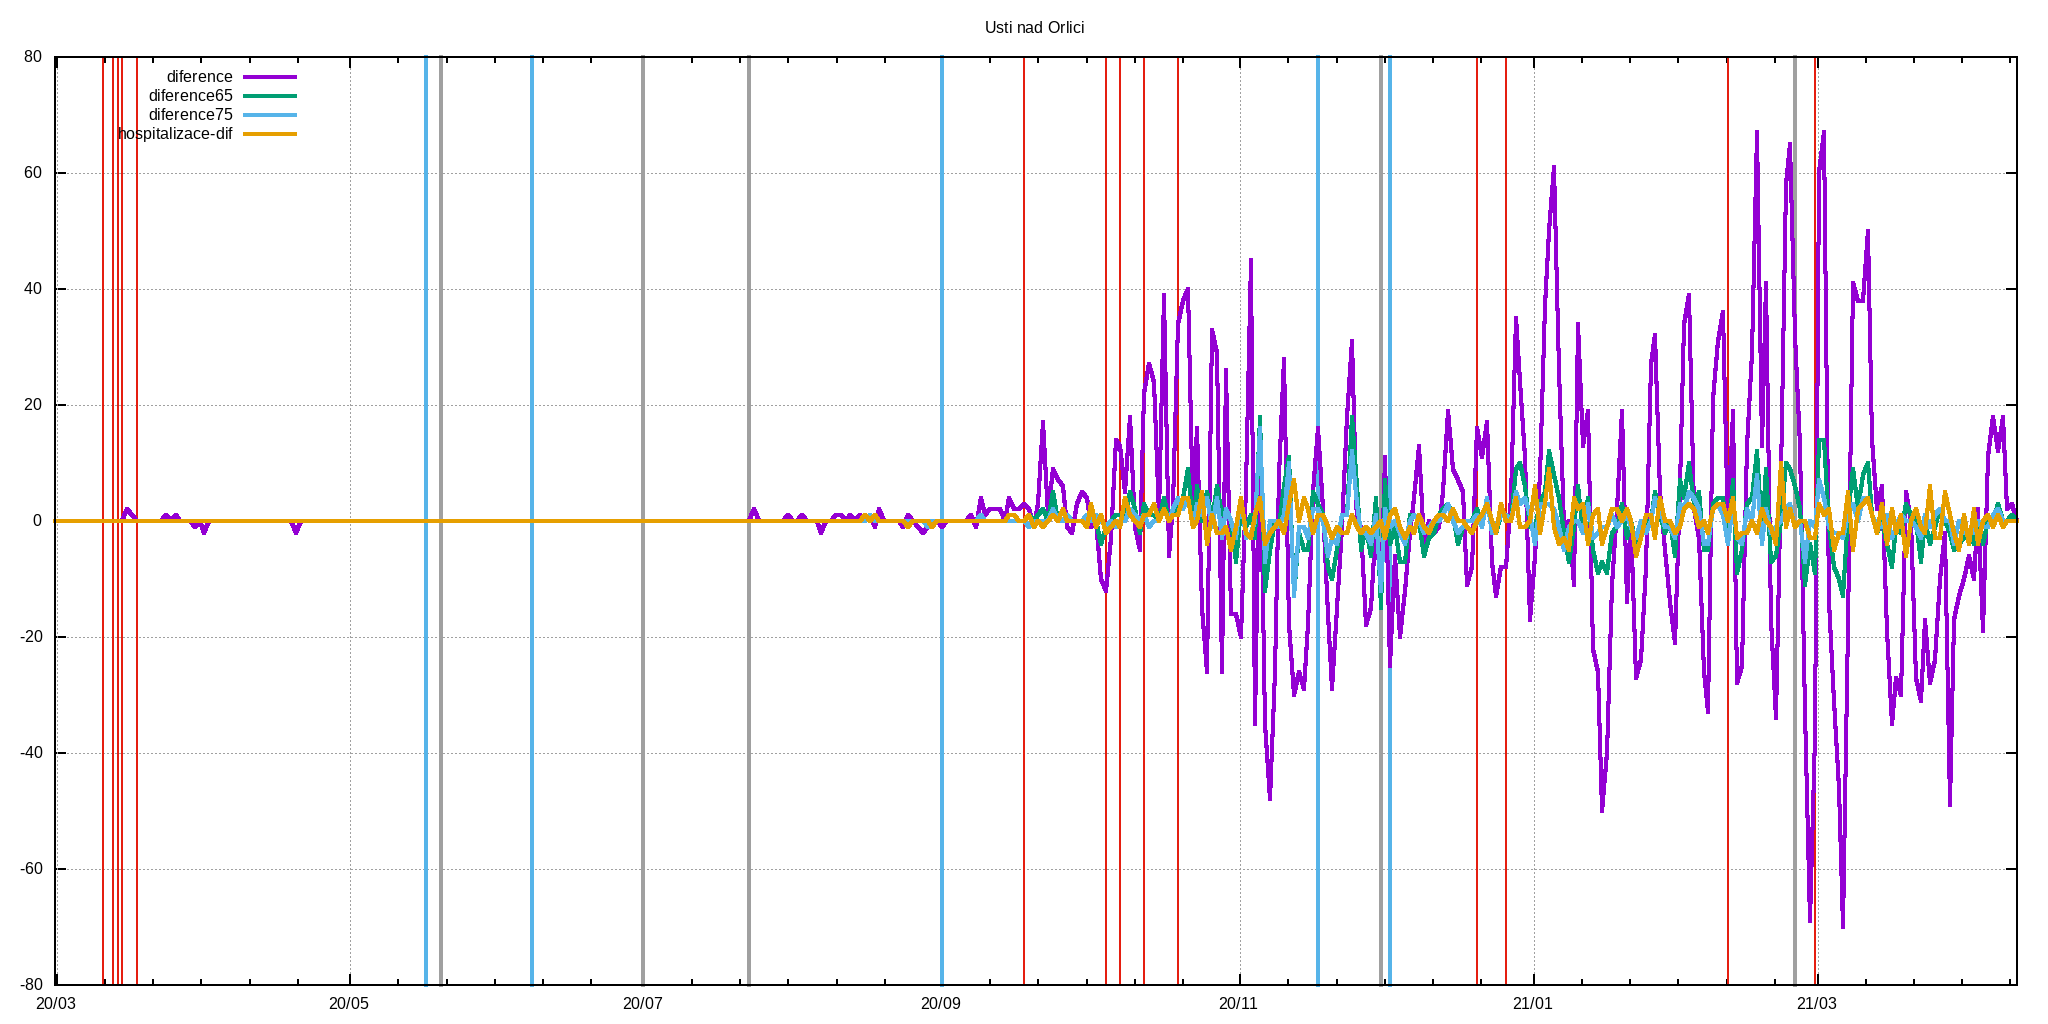 Usti nad Orlici
80
60
40
20
0
-20
-40
-60
-80
diference
diference65
diference75
hospitalizace-dif
20/03 20/05 20/07 20/09 20/11 21/01 21/03